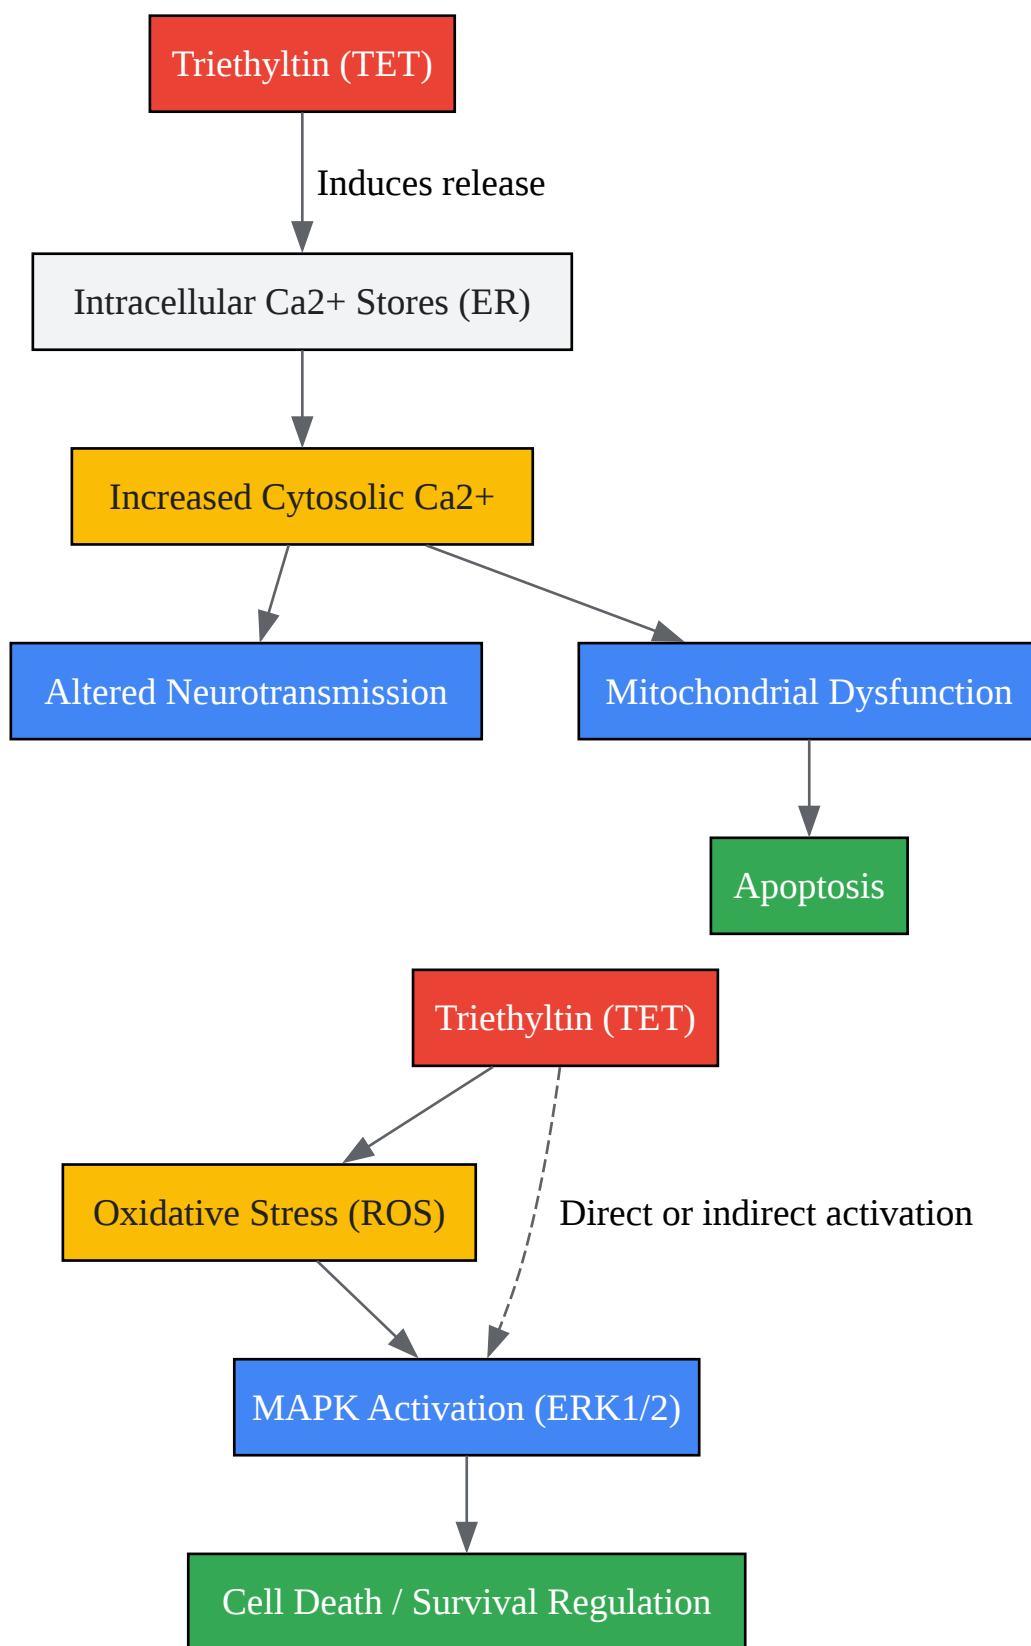 Triethyltin (TET)
Induces release
Intracellular Ca2+ Stores (ER)
Increased Cytosolic Ca2+
Altered Neurotransmission
Mitochondrial Dysfunction
Apoptosis
Triethyltin (TET)
Oxidative Stress (ROS)
Direct or indirect activation
MAPK Activation (ERK1/2)
Cell Death / Survival Regulation